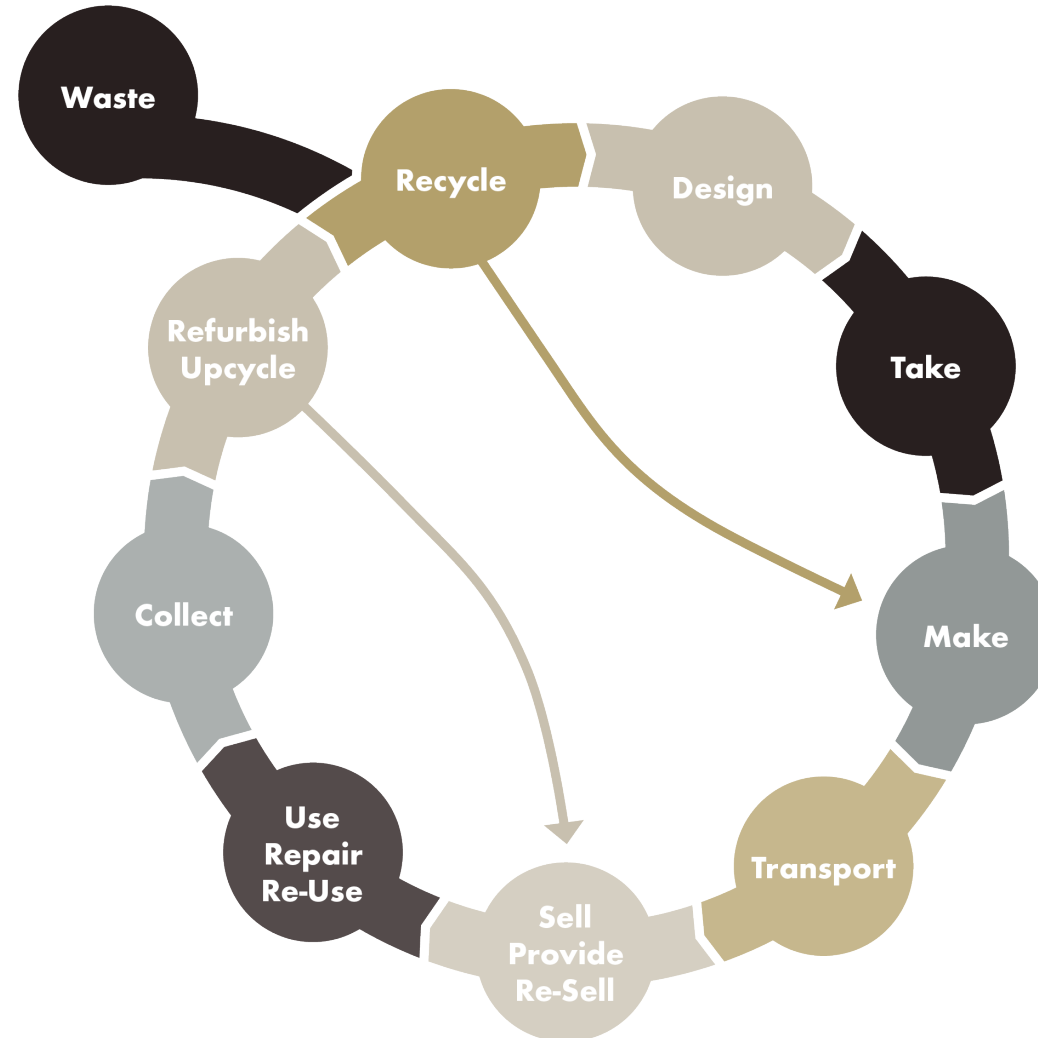 Waste
Recycle
Design
Take
Make
Transport
Sell
Provide
Re-Sell
Use
Repair
Re-Use
Collect
Refurbish
Upcycle